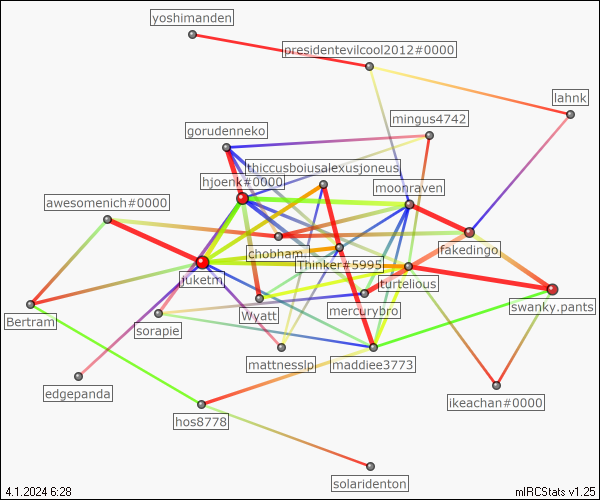 yoshimanden
presidentevilcool2012#0000
lahnk
mingus4742
gorudenneko
thiccusboiusalexusjoneus
hjoenk#0000
moonraven
awesomenich#0000
chobham.
fakedingo.
Thinker#5995
juketm.
turtelious
Wyatt
mercurybro
swanky.pants
Bertram
sorapie
mattnesslp
maddiee3773
edgepanda
ikeachan#0000
hos8778
solaridenton
4.1.2024 6:28
mIRCStats v1.25